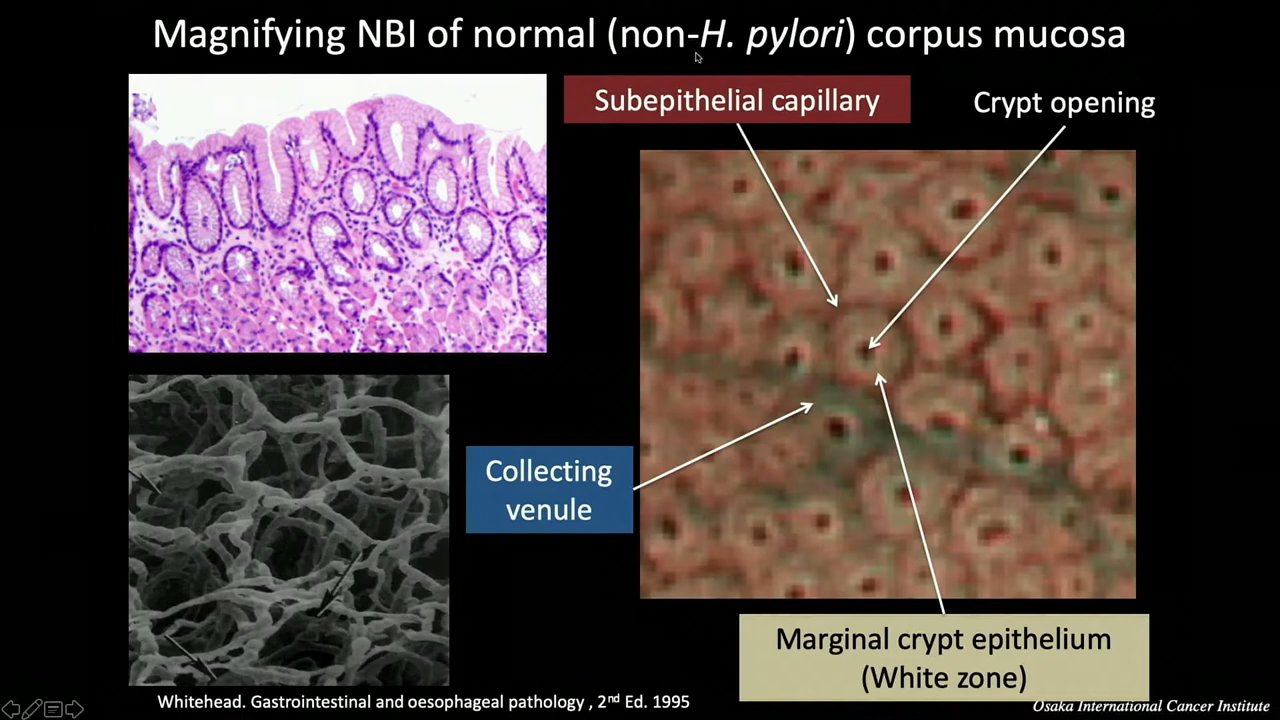 Magnifying NBI of normal (non-H. pylori) corpus mucosa
Subepithelial capillary
Crypt opening
Collecting
venule
Marginal crypt epithelium
(White zone)
Whitehead. Gastrointestinal and oesophageal pathology , 2nd Ed. 1995
Osaka International Cancer Institute